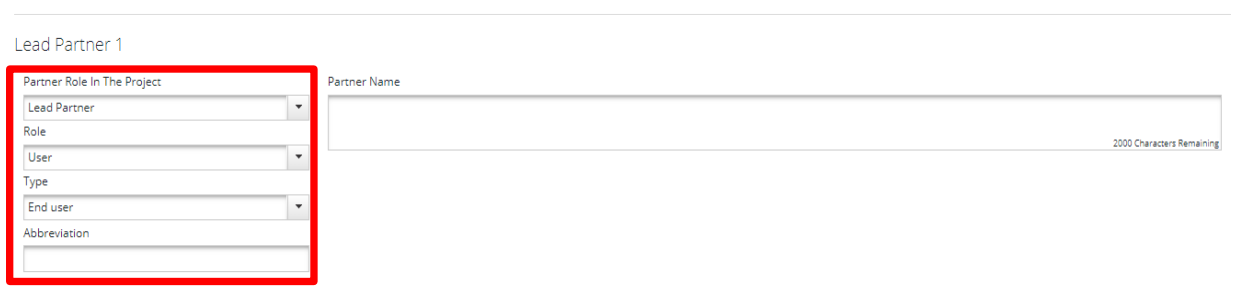 Lead Partner 1
Partner Role In The Project
Lead Partner
Role
User
Type
End user
Abbreviation
Partner Name
2000 Characters Remaining